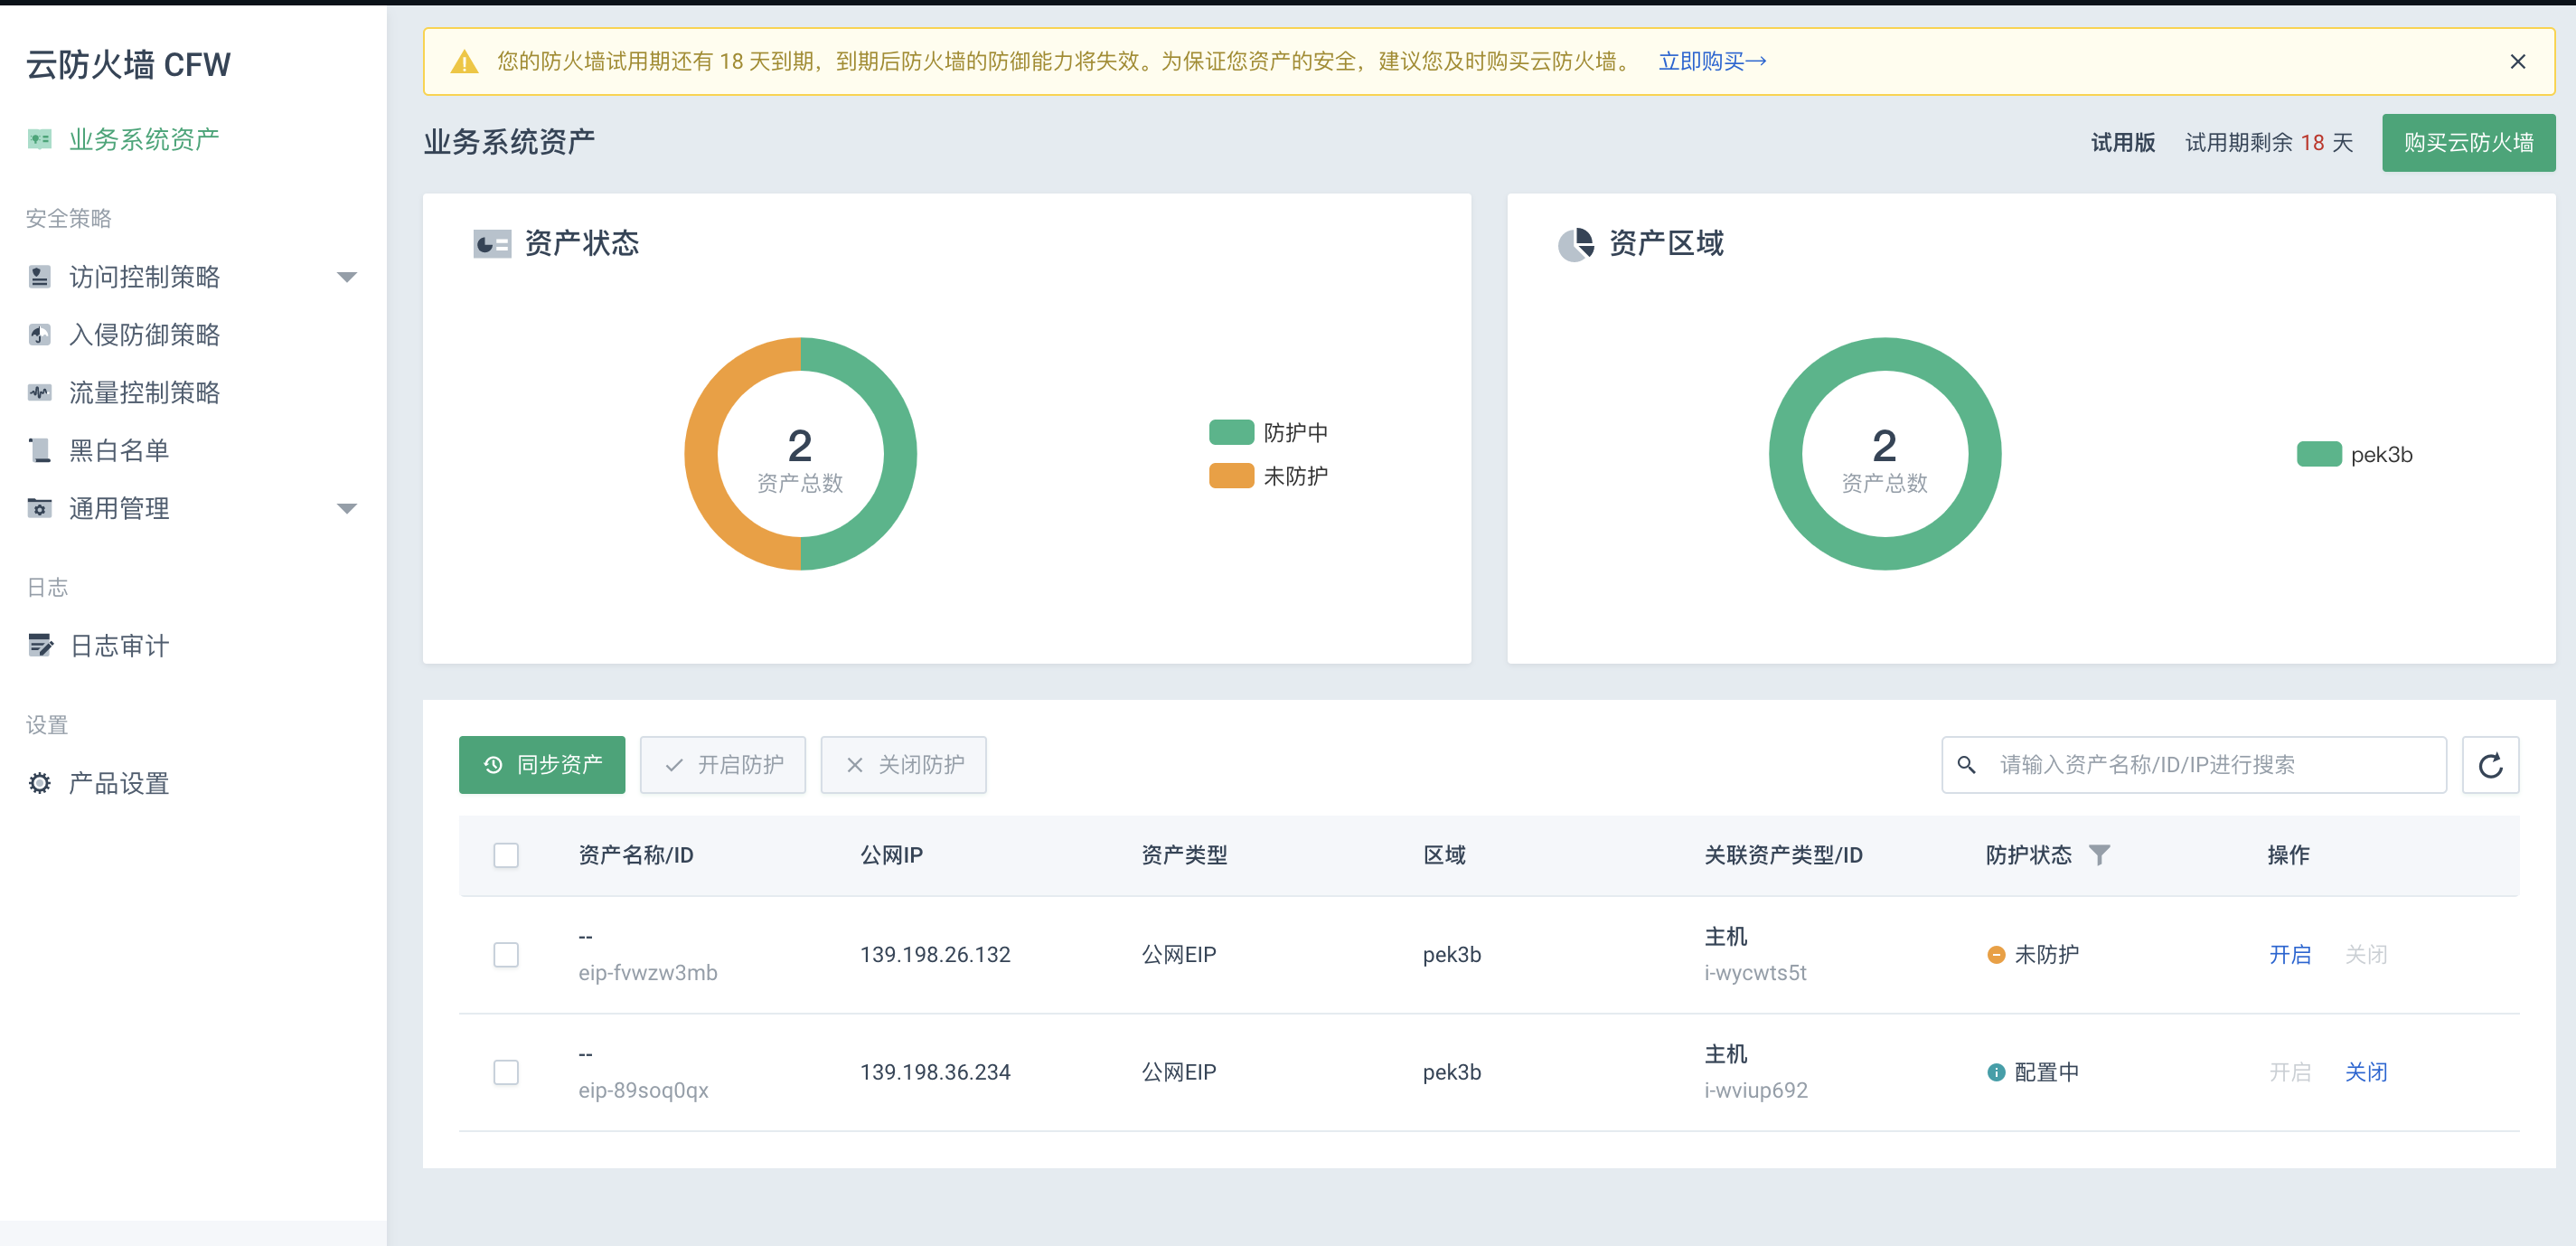 云防火墙 CFW
业务系统资产
安全策略
访问控制策略
入侵防御策略
流量控制策略
黑白名单
通用管理
日志
日志审计
设置
产品设置
您的防火墙试用期还有 18 天到期，到期后防火墙的防御能力将失效。为保证您资产的安全，建议您及时购买云防火墙。 立即购买→
业务系统资产
试用版 试用期剩余 18 天 购买云防火墙
资产状态
2
资产总数
防护中
未防护
资产区域
2
资产总数
pek3b
同步资产 开启防护 关闭防护 请输入资产名称/ID/IP进行搜索
资产名称/ID 公网IP 资产类型 区域 关联资产类型/ID 防护状态 操作
-- 主机
139.198.26.132 公网EIP pek3b 未防护 开启 关闭
eip-fvwzw3mb i-wycwts5t
-- 主机
139.198.36.234 公网EIP pek3b 配置中 开启 关闭
eip-89soq0qx i-wviup692